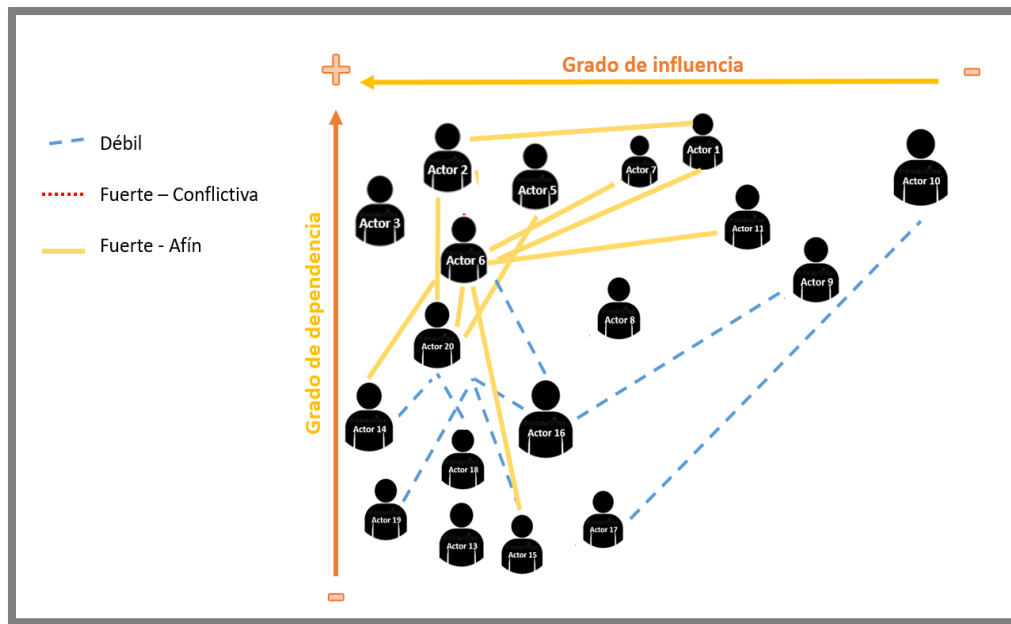 +
Grado de influencia
-
Débil
Fuerte – Conflictiva
Fuerte - Afín
Grado de dependencia
Actor 1
Actor 2
Actor 7
Actor 10
Actor 5
Actor 3
Actor 11
Actor 6
Actor 9
Actor 8
Actor 20
Actor 14
Actor 16
Actor 18
Actor 19
Actor 17
Actor 13
Actor 15
-